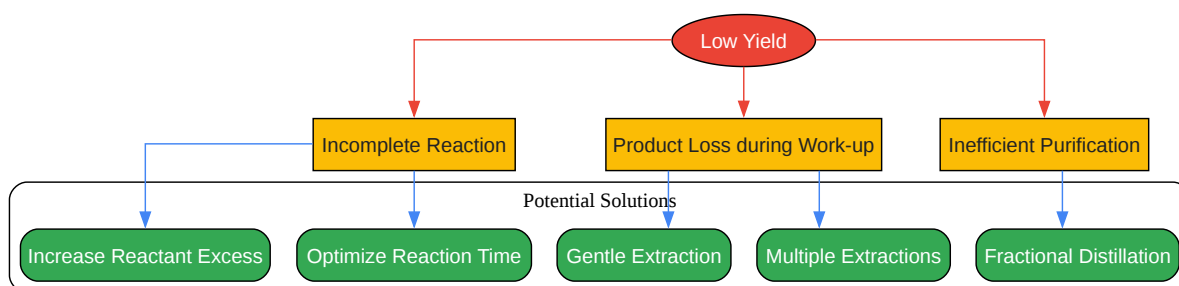 Low Yield
Incomplete Reaction
Product Loss during Work-up
Inefficient Purification
Potential Solutions
Increase Reactant Excess
Optimize Reaction Time
Gentle Extraction
Multiple Extractions
Fractional Distillation